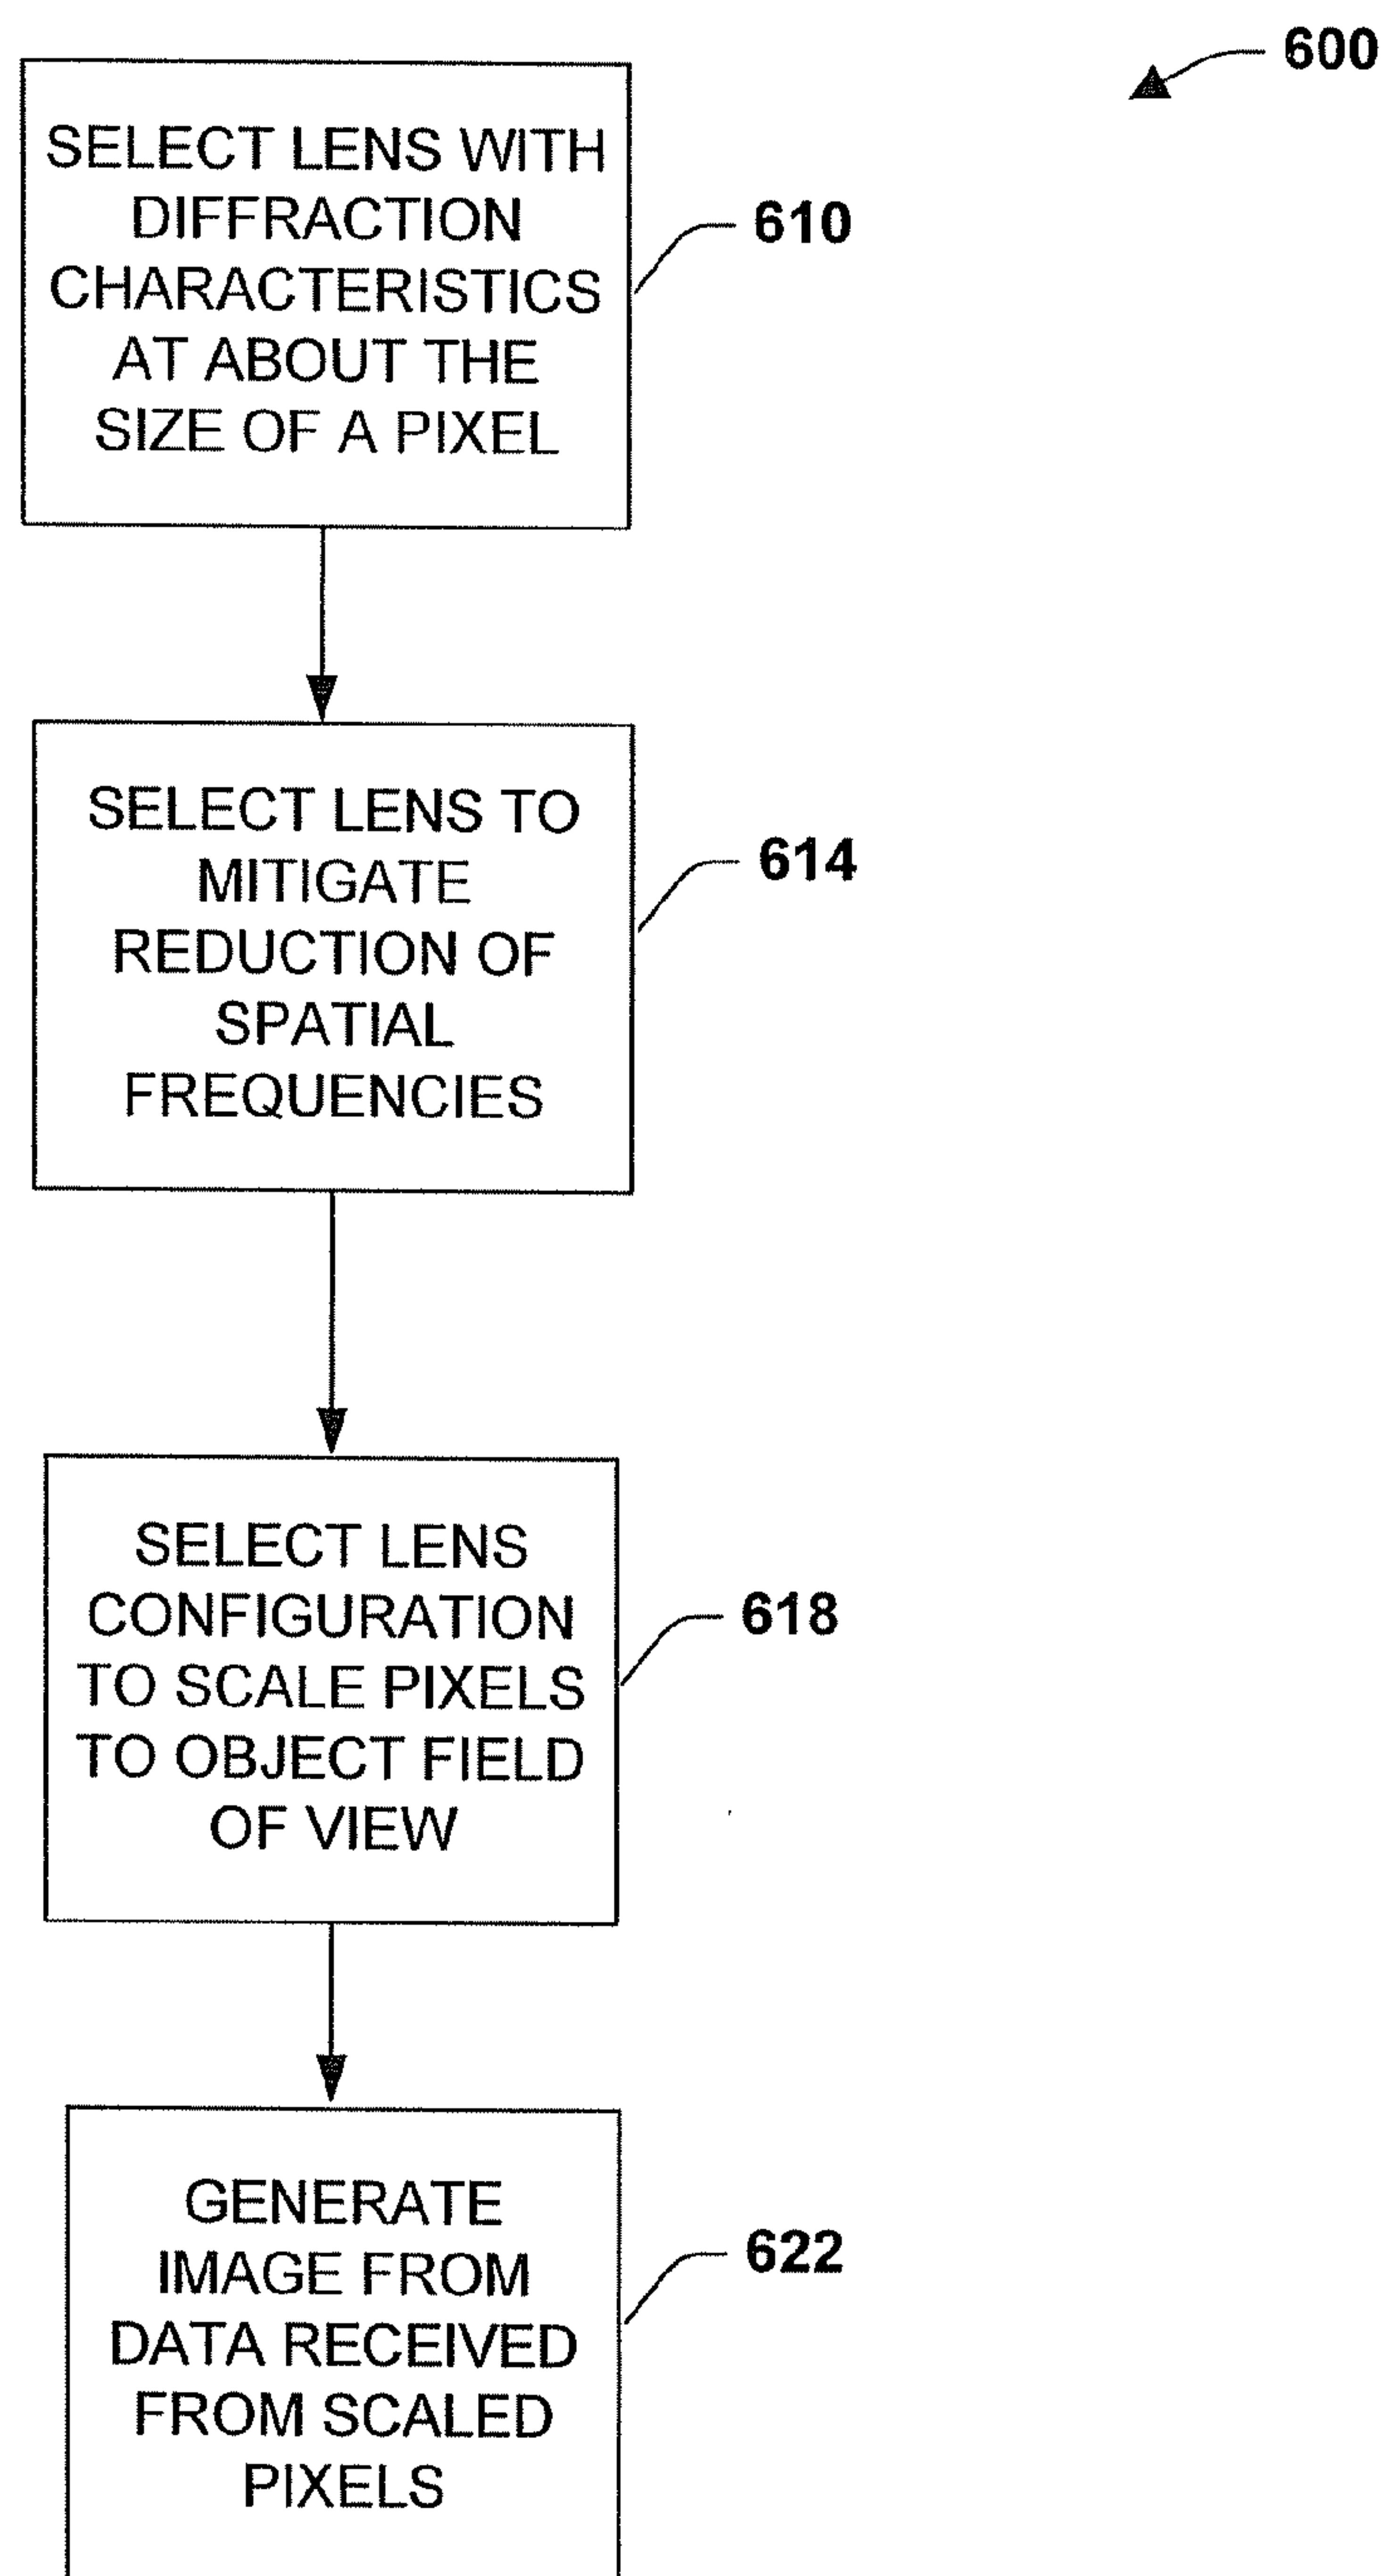 600
SELECT LENS WITH
DIFFRACTION
CHARACTERISTICS
AT ABOUT THE
SIZE OF A PIXEL
610
SELECT LENS TO
MITIGATE
REDUCTION OF
SPATIAL
FREQUENCIES
614
SELECT LENS
CONFIGURATION
TO SCALE PIXELS
TO OBJECT FIELD
OF VIEW
618
GENERATE
IMAGE FROM
DATA RECEIVED
FROM SCALED
PIXELS
622